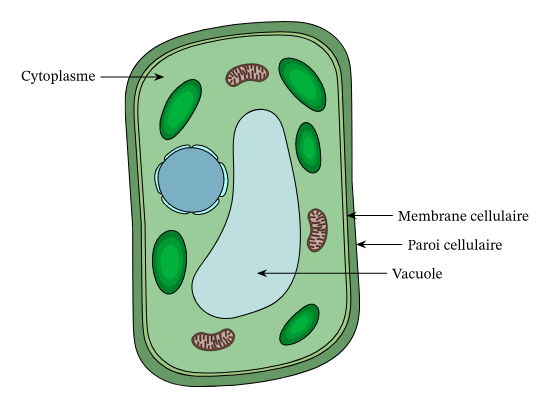 Cytoplasme
Membrane cellulaire
Paroi cellulaire
Vacuole